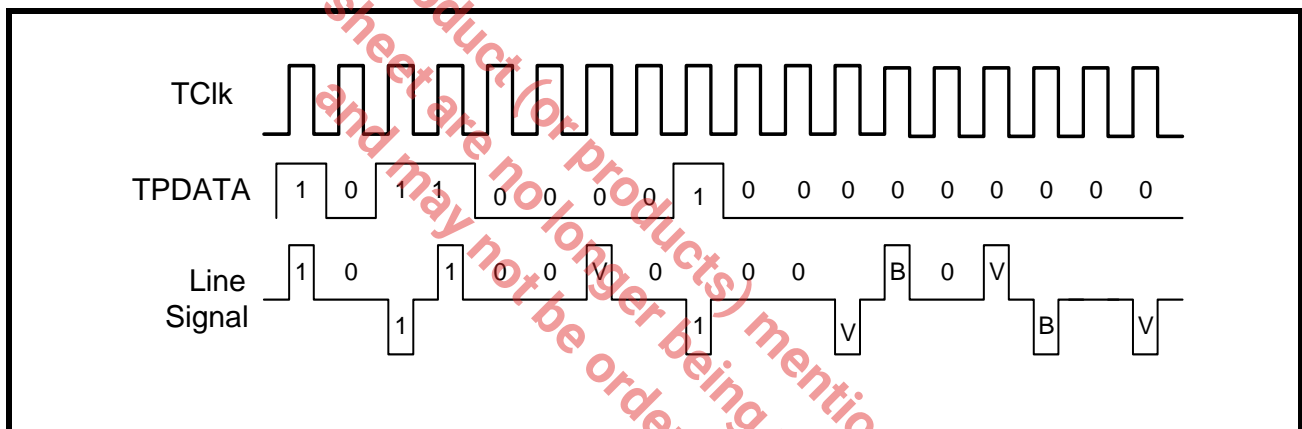 TClk
TPDATA 1 0 1 1 0 0 0 0 1 0 0 0 0 0 0 0 0 0
Line Signal 1 0 1 1 0 0 V 0 1 0 0 V B 0 V B V
oduct (or products) mentio
sheet are no longer being
and may not be orde